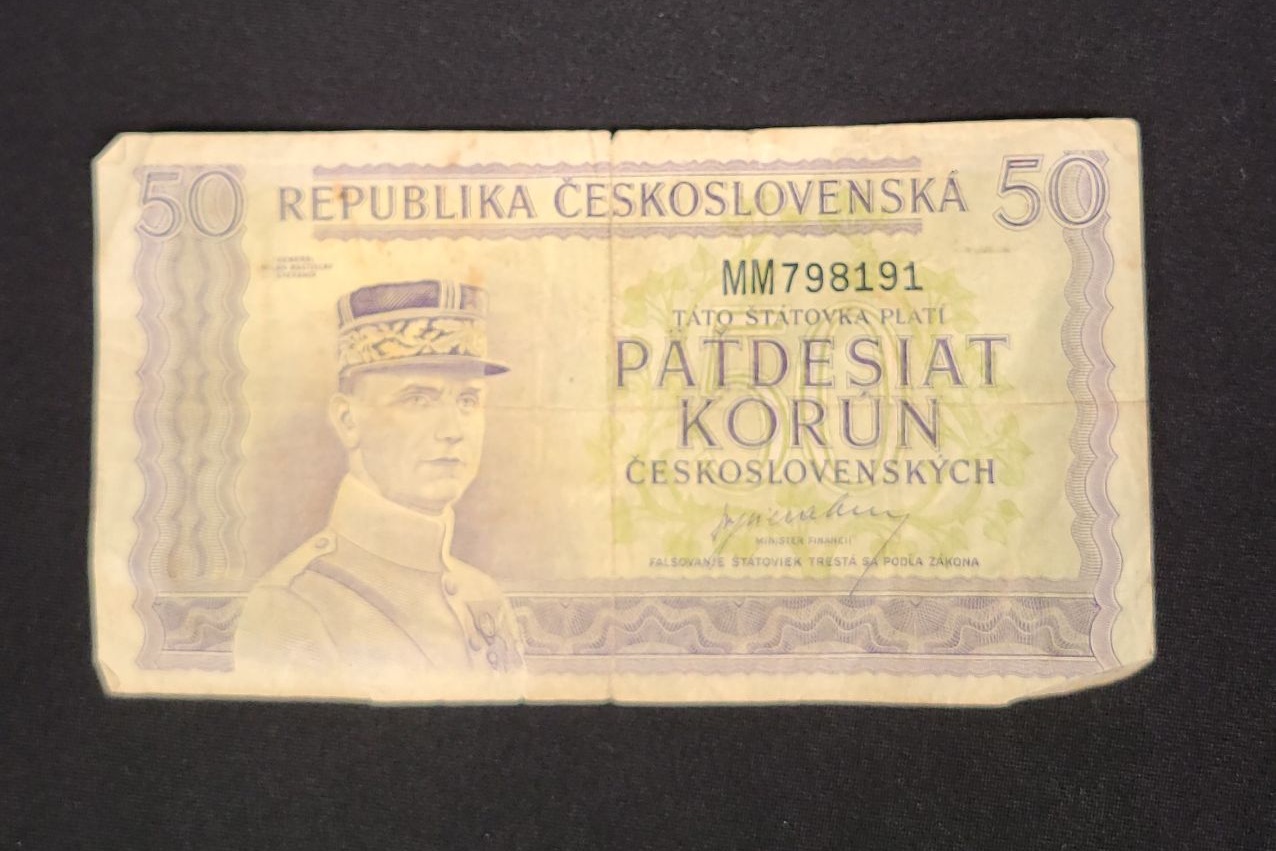 50 REPUBLIKA ČESKOSLOVENSKÁ 50
MM798191
TÁTO ŠTÁTOVKA PLATÍ
PÄŤDESIAT
KORÚN
ČESKOSLOVENSKÝCH
MINISTER FINANCIÍ
FALŠOVANIE ŠTÁTOVIEK TRESTÁ SA PODĽA ZÁKONA